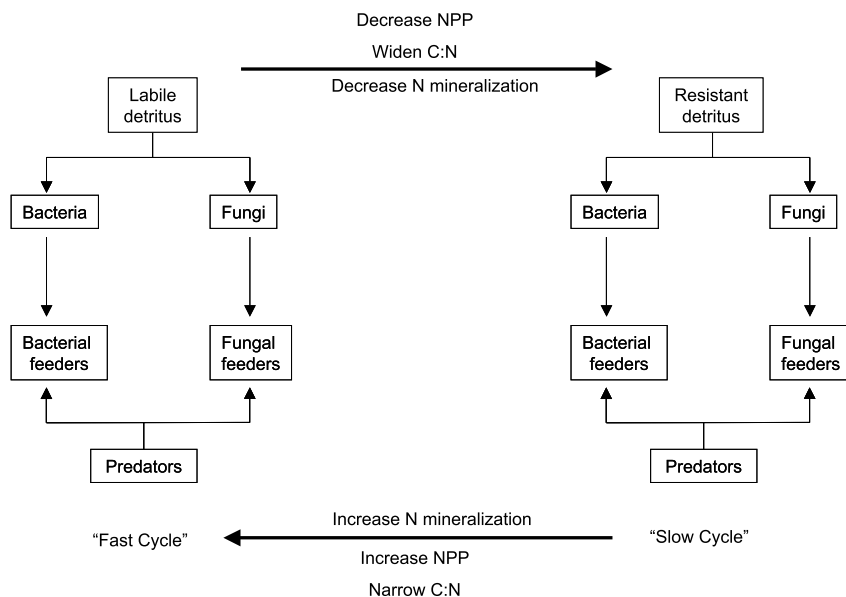 Decrease NPP
Widen C:N
Decrease N mineralization
Labile
detritus
Resistant
detritus
Bacteria
Fungi
Bacteria
Fungi
Bacterial
feeders
Fungal
feeders
Bacterial
feeders
Fungal
feeders
Predators
Predators
"Fast Cycle"
Increase N mineralization
Increase NPP
Narrow C:N
"Slow Cycle"